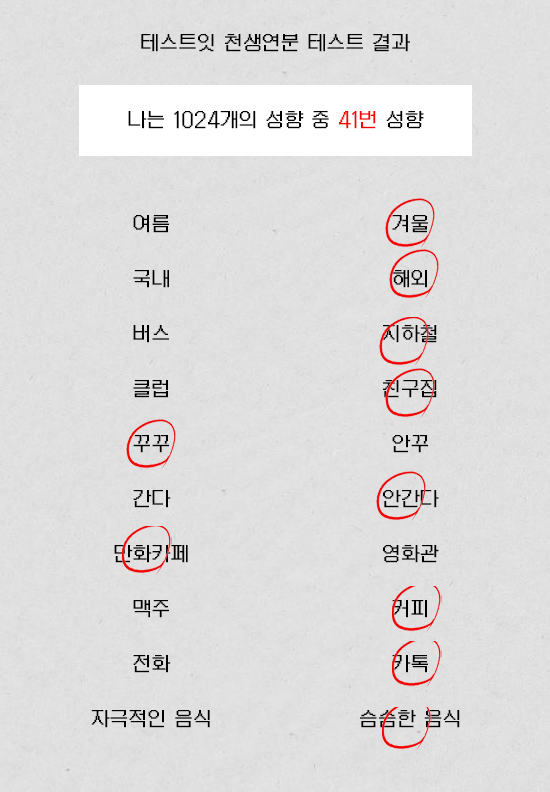 테스트잇 천생연분 테스트 결과
나는 1024개의 성향 중 41번 성향
여름 겨울
국내 해외
버스 지하철
클럽 친구집
꾸꾸 안꾸
간다 안간다
만화카페 영화관
맥주 커피
전화 카톡
자극적인 음식 슴슴한 음식